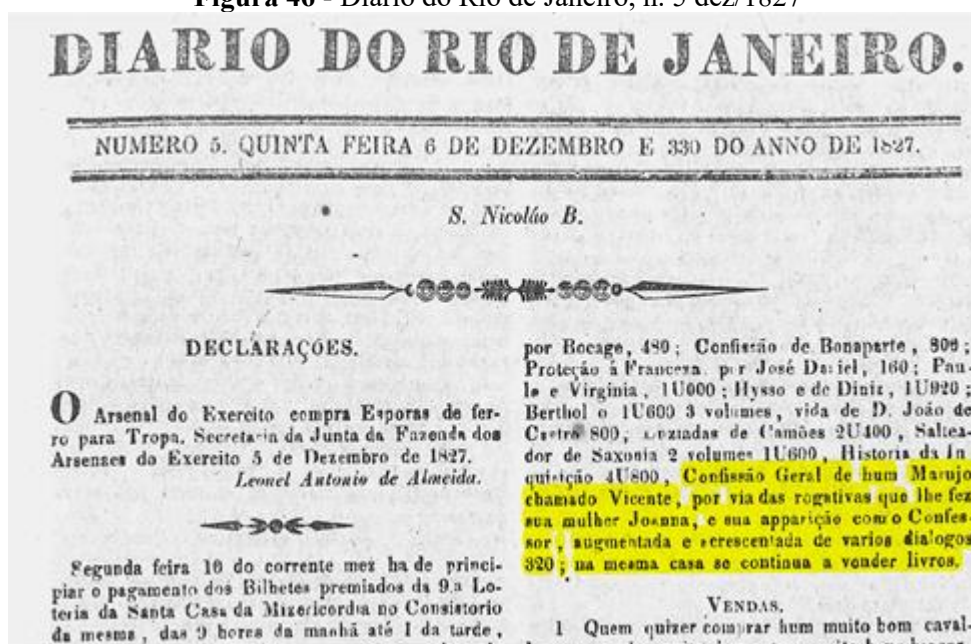 Figura 46 - Diário do Rio de Janeiro, n. 5 dez/1827
DIARIO DO RIO DE JANEIRO.
NUMERO 5. QUINTA FEIRA 6 DE DEZEMBRO E 330 DO ANNO DE 1827.
S. Nicoláo B.
DECLARAÇOES.
O Arsenal do Exercito compra Esporas de fer-
ro para Tropa. Secretaria da Junta da Fazenda dos
Arsenaes do Exercito 5 de Dezembro de 1827.
Leonel Antonio de Almeida.
Segunda feira 10 do corrente mez ha de princi-
piar o pagamento dos Bilhetes premiados da 9.a Lo-
teria da Santa Casa da Mizericordia no Consistorio
da mesma, das 9 horas da manhã até 1 da tarde,
por Bocage, 480; Confissão de Bonaparte, 800;
Proteção à Franceza. por José Daniel, 160; Pau-
lo e Virginia, 1U000; Hysso e de Diniz, 1U920;
Berthol o 1U600 3 volumes, vida de D. João de
Castro 800; Luziadas de Camões 2U400, Saltea-
dor de Saxonia 2 volumes 1U600, Historia da In
quisição 4U800, Confissão Geral de hum Marujo
chamado Vicente, por via das rogativas que lhe fez
sua mulher Joanna, e sua apparição com o Confes-
sor, augmentada e acrescentada de varios dialogos
320; na mesma casa se continua a vender livros.
VENDAS.
1 Quem quizer comprar hum muito bom caval.